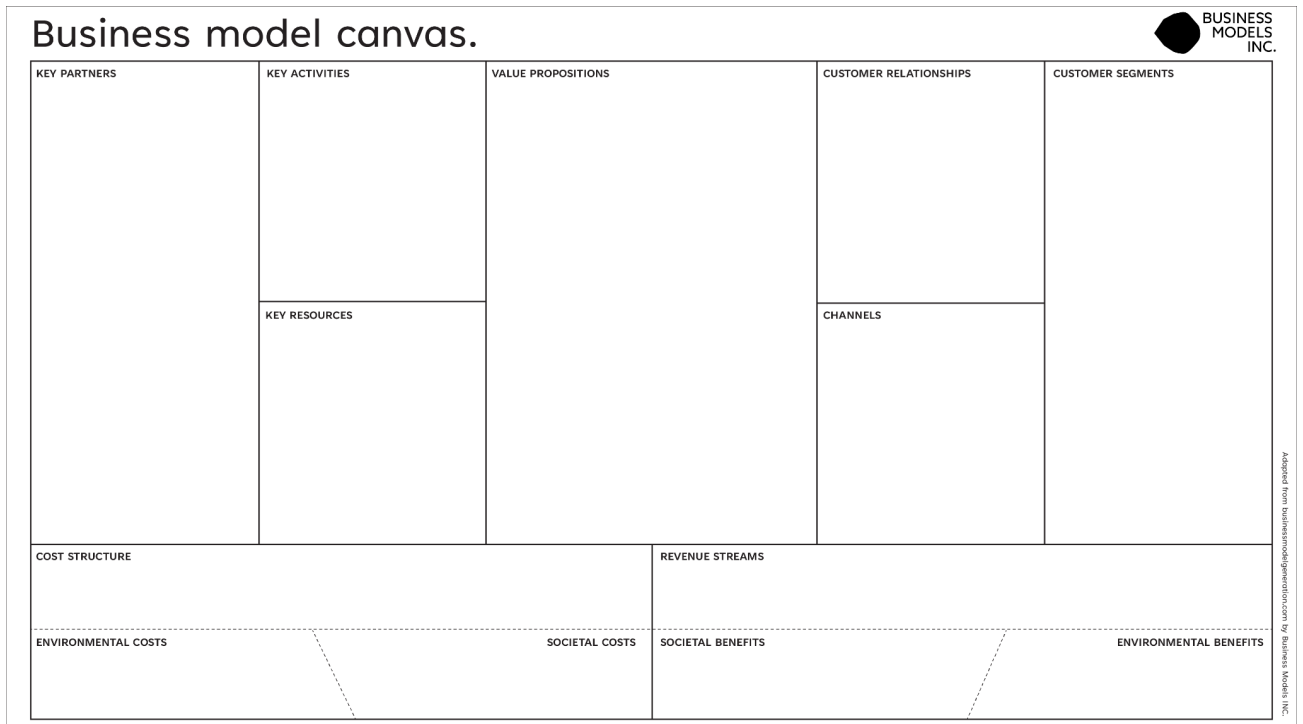 Business model canvas.
BUSINESS
MODELS
INC.
KEY PARTNERS
KEY ACTIVITIES
VALUE PROPOSITIONS
CUSTOMER RELATIONSHIPS
CUSTOMER SEGMENTS
KEY RESOURCES
CHANNELS
COST STRUCTURE
REVENUE STREAMS
ENVIRONMENTAL COSTS
SOCIETAL COSTS
SOCIETAL BENEFITS
ENVIRONMENTAL BENEFITS
Adapted from businessmodelgeneration.com by Business Models INC.